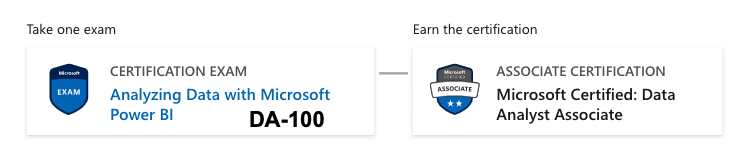 Take one exam
Earn the certification
Microsoft
EXAM
CERTIFICATION EXAM
Analyzing Data with Microsoft
Power BI
DA-100
Microsoft
CERTIFIED
ASSOCIATE
ASSOCIATE CERTIFICATION
Microsoft Certified: Data
Analyst Associate